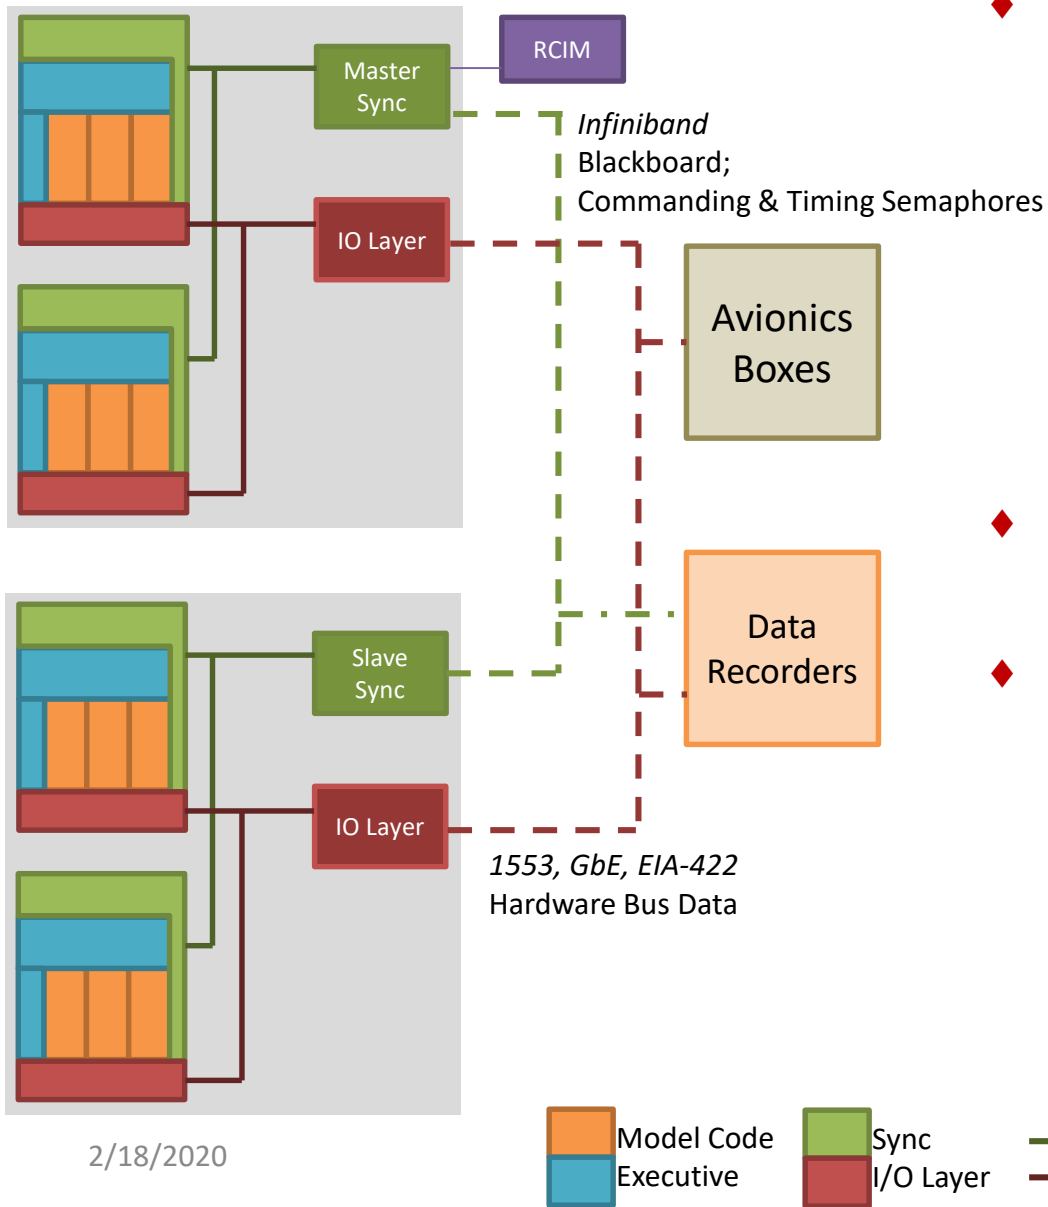 RCIM
Master
Sync
Infiniband
Blackboard;
Commanding & Timing Semaphores
IO Layer
Avionics
Boxes
Data
Recorders
Slave
Sync
IO Layer
1553, GbE, EIA-422
Hardware Bus Data
2/18/2020
Model Code
Sync
Executive
I/O Layer